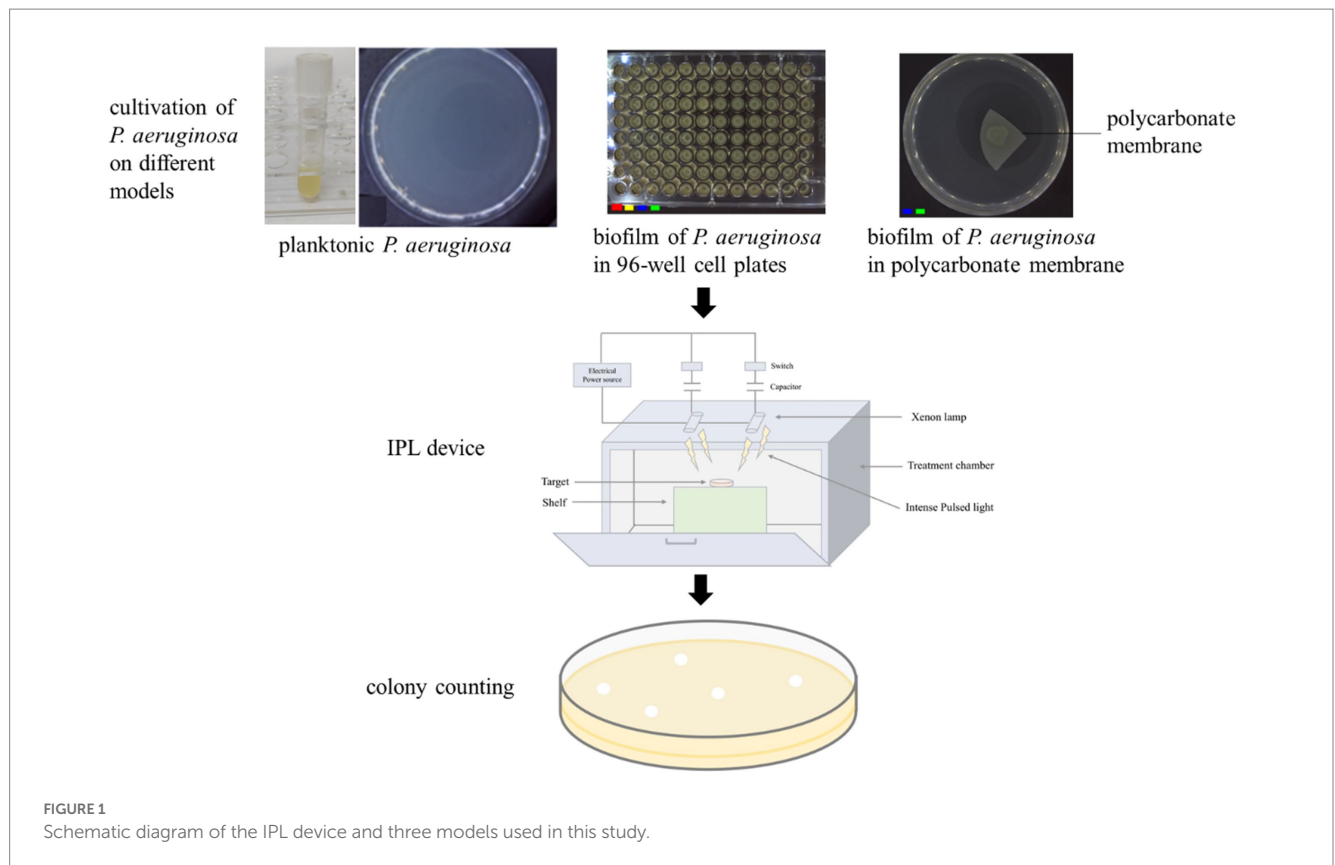 cultivation of
P. aeruginosa
on different
models
planktonic P. aeruginosa
biofilm of P. aeruginosa
in 96-well cell plates
biofilm of P. aeruginosa
in polycarbonate membrane
polycarbonate
membrane
Electrical
Power source
Switch
Capacitor
Xenon lamp
IPL device
Treatment chamber
Target
Shelf
Intense Pulsed light
colony counting
FIGURE 1
Schematic diagram of the IPL device and three models used in this study.